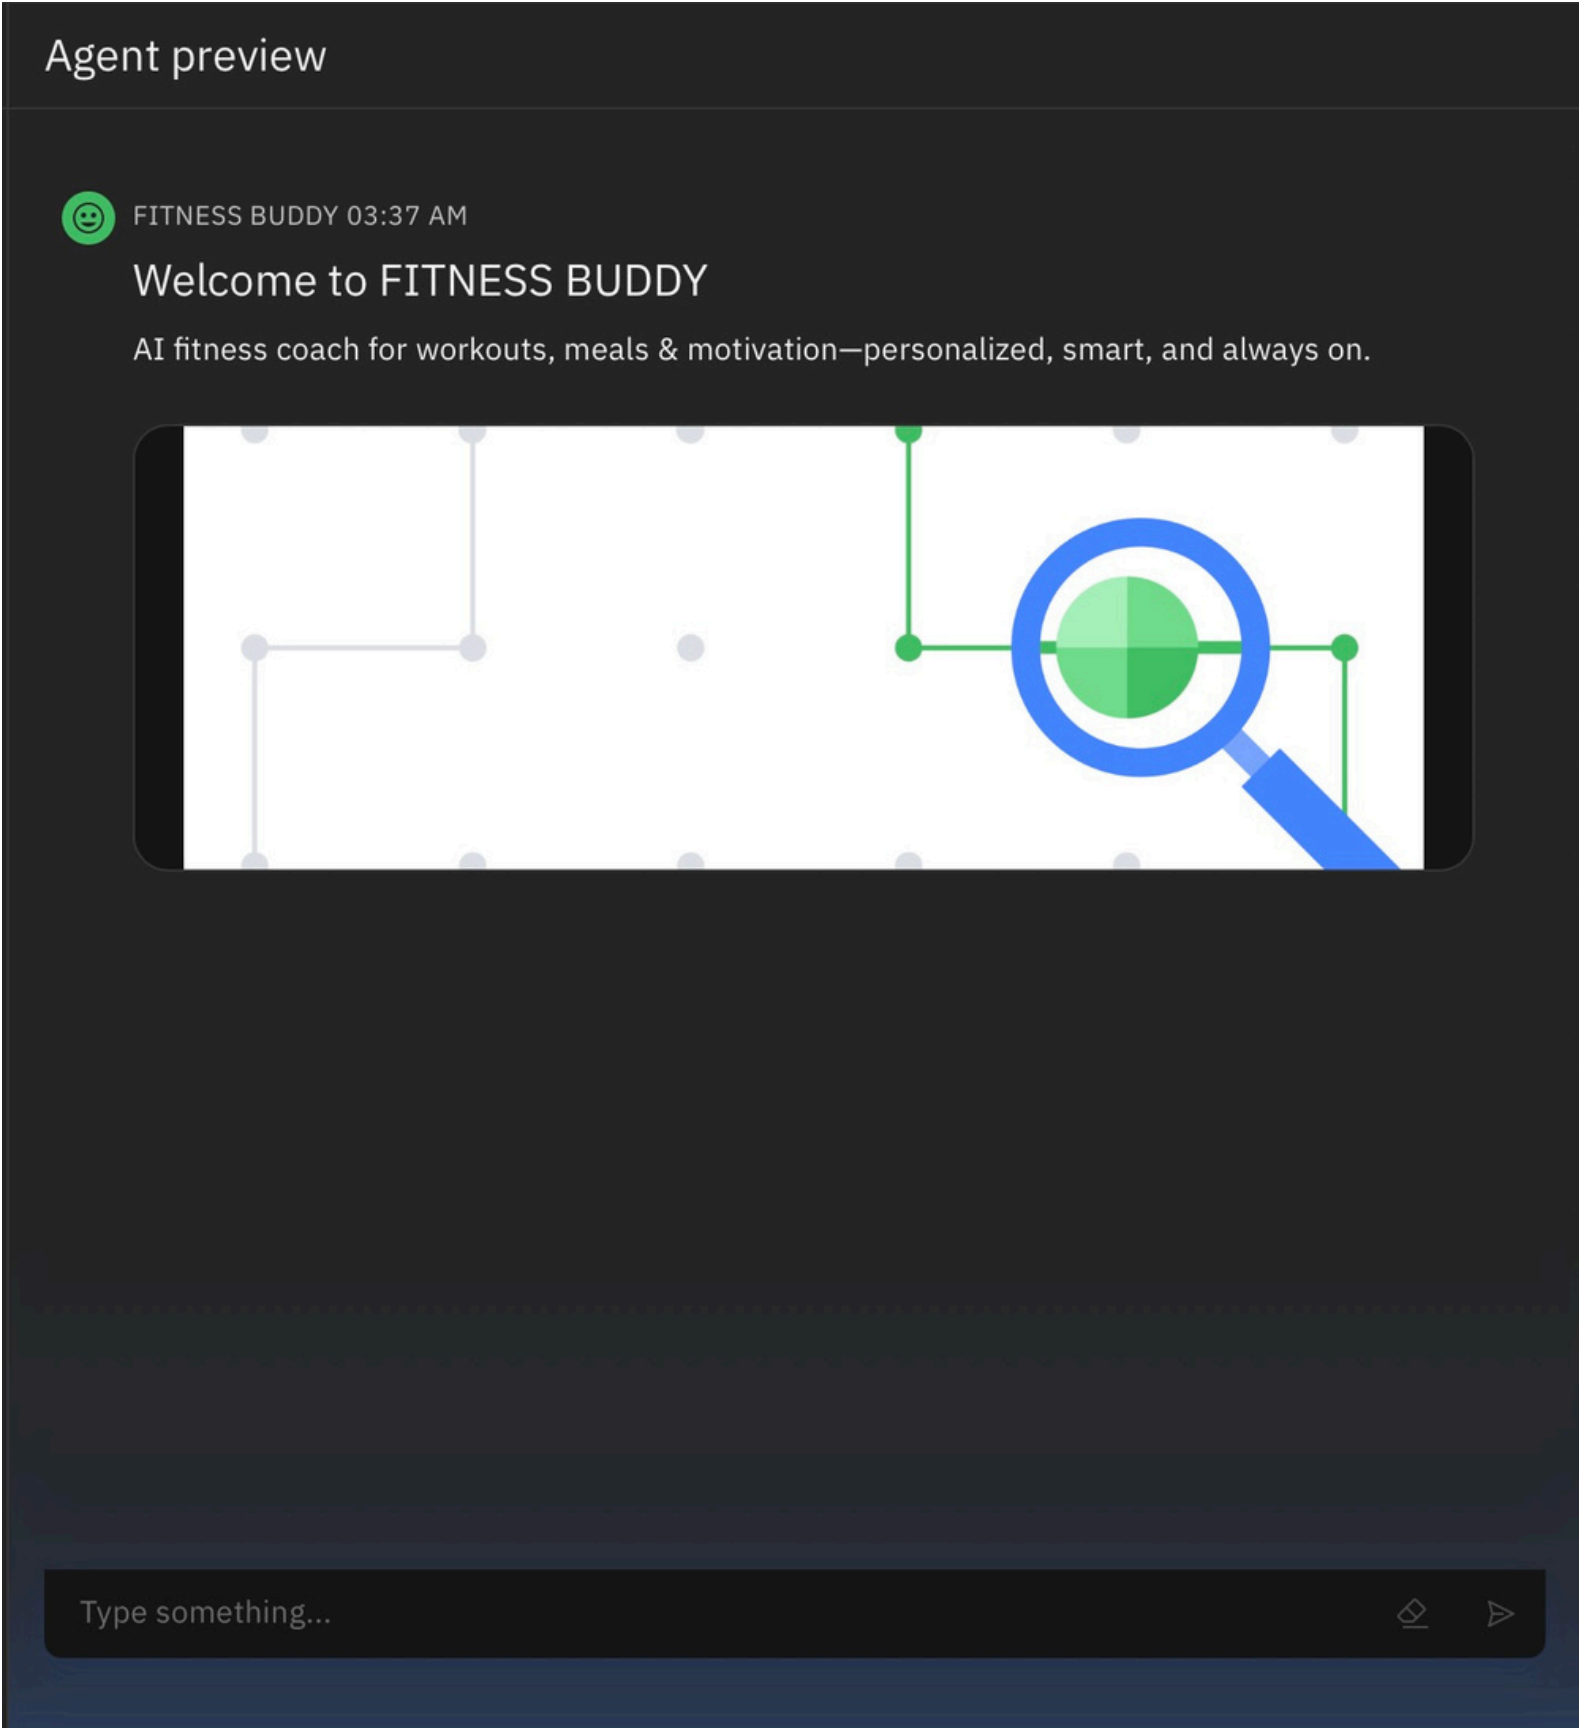 Agent preview
FITNESS BUDDY 03:37 AM
Welcome to FITNESS BUDDY
AI fitness coach for workouts, meals & motivation—personalized, smart, and always on.
Type something...